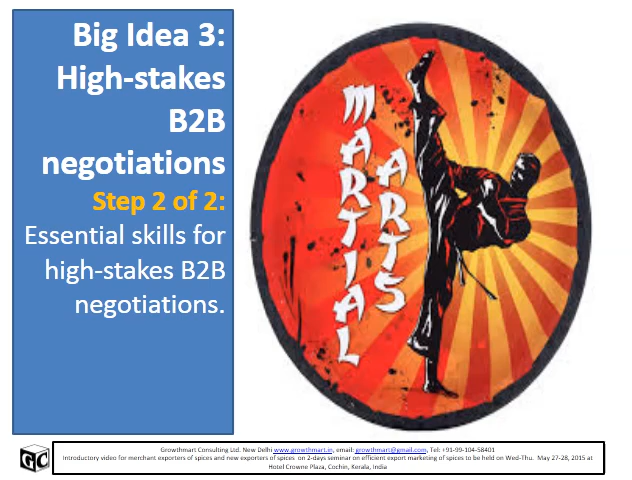 Big Idea 3:
High-stakes
B2B
negotiations
Step 2 of 2:
Essential skills for
high-stakes B2B
negotiations.
MARTIAL
ARTS
GC
Growthmart Consulting Ltd. New Delhi www.growthmart.in, email: growthmart@gmail.com, Tel: +91-99-104-58401
Introductory video for merchant exporters of spices and new exporters of spices on 2-days seminar on efficient export marketing of spices to be held on Wed-Thu. May 27-28, 2015 at
Hotel Crowne Plaza, Cochin, Kerala, India